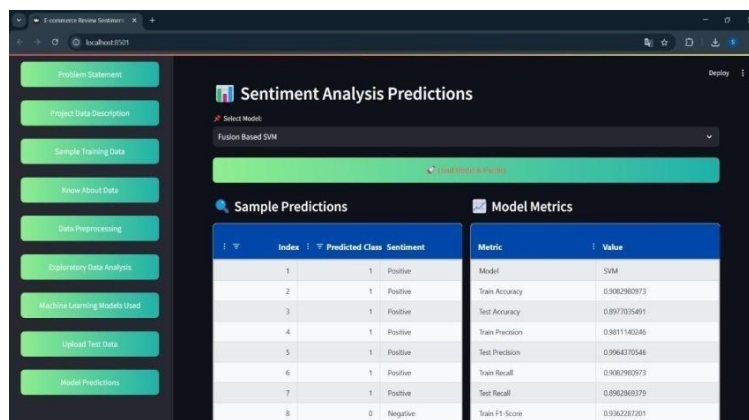 E-commerce Review Sentiment
localhost:8501
Deploy
Problem Statement
Project Data Description
Sample Training Data
Know About Data
Data Preprocessing
Exploratory Data Analysis
Machine Learning Models Used
Upload Test Data
Model Predictions
Sentiment Analysis Predictions
Select Model:
Fusion Based SVM
Load Model & Predict
Sample Predictions
Index Predicted Class Sentiment
1 1 Positive
2 1 Positive
3 1 Positive
4 1 Positive
5 1 Positive
6 1 Positive
7 1 Positive
8 0 Negative
Model Metrics
Metric Value
Model SVM
Train Accuracy 0.9082980973
Test Accuracy 0.8977035491
Train Precision 0.9811140246
Test Precision 0.9964370546
Train Recall 0.9082980973
Test Recall 0.8982869379
Train F1-Score 0.9362287201